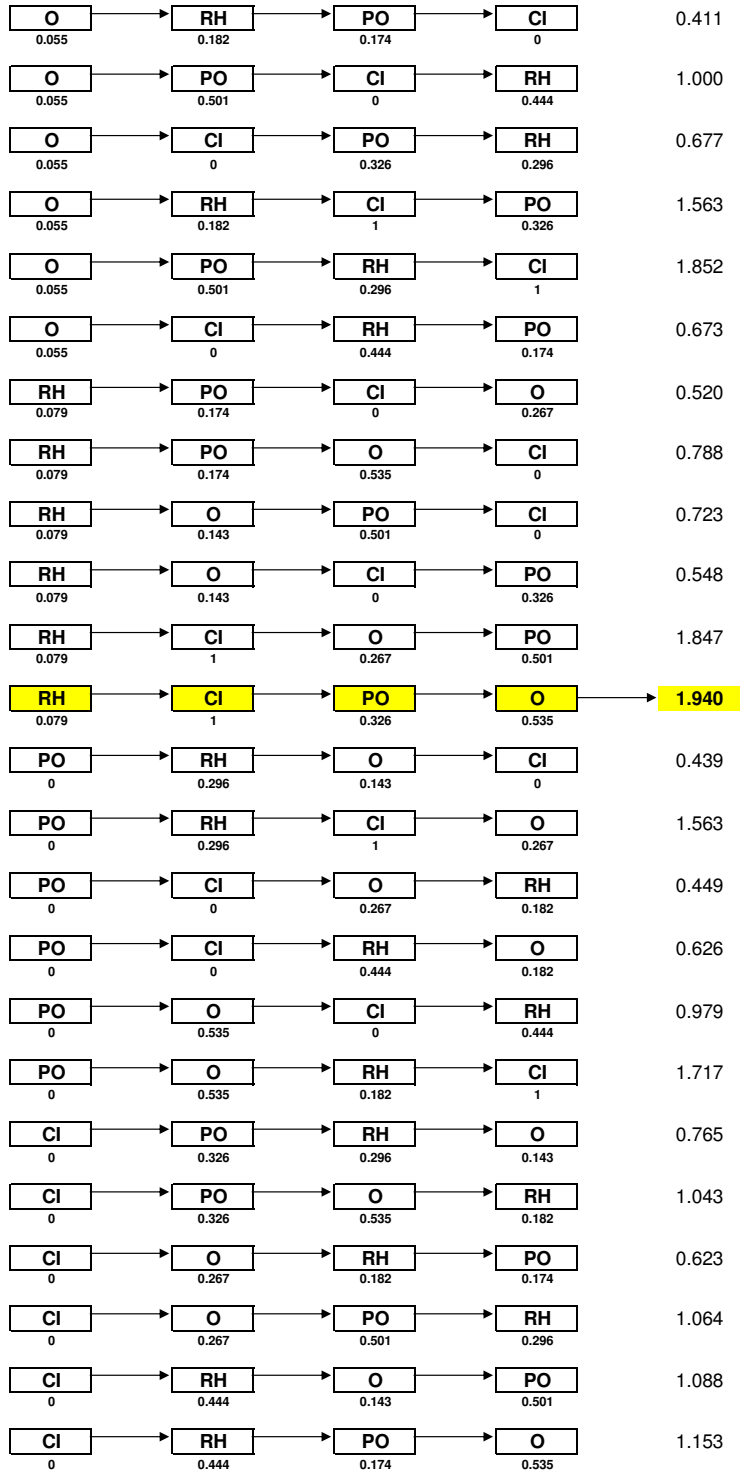 O RH PO CI 0.411
0.055 0.182 0.174 0
O PO CI RH 1.000
0.055 0.501 0 0.444
O CI PO RH 0.677
0.055 0 0.326 0.296
O RH CI PO 1.563
0.055 0.182 1 0.326
O PO RH CI 1.852
0.055 0.501 0.296 1
O CI RH PO 0.673
0.055 0 0.444 0.174
RH PO CI O 0.520
0.079 0.174 0 0.267
RH PO O CI 0.788
0.079 0.174 0.535 0
RH O PO CI 0.723
0.079 0.143 0.501 0
RH O CI PO 0.548
0.079 0.143 0 0.326
RH CI O PO 1.847
0.079 1 0.267 0.501
RH CI PO O 1.940
0.079 1 0.326 0.535
PO RH O CI 0.439
0 0.296 0.143 0
PO RH CI O 1.563
0 0.296 1 0.267
PO CI O RH 0.449
0 0 0.267 0.182
PO CI RH O 0.626
0 0 0.444 0.182
PO O CI RH 0.979
0 0.535 0 0.444
PO O RH CI 1.717
0 0.535 0.182 1
CI PO RH O 0.765
0 0.326 0.296 0.143
CI PO O RH 1.043
0 0.326 0.535 0.182
CI O RH PO 0.623
0 0.267 0.182 0.174
CI O PO RH 1.064
0 0.267 0.501 0.296
CI RH O PO 1.088
0 0.444 0.143 0.501
CI RH PO O 1.153
0 0.444 0.174 0.535